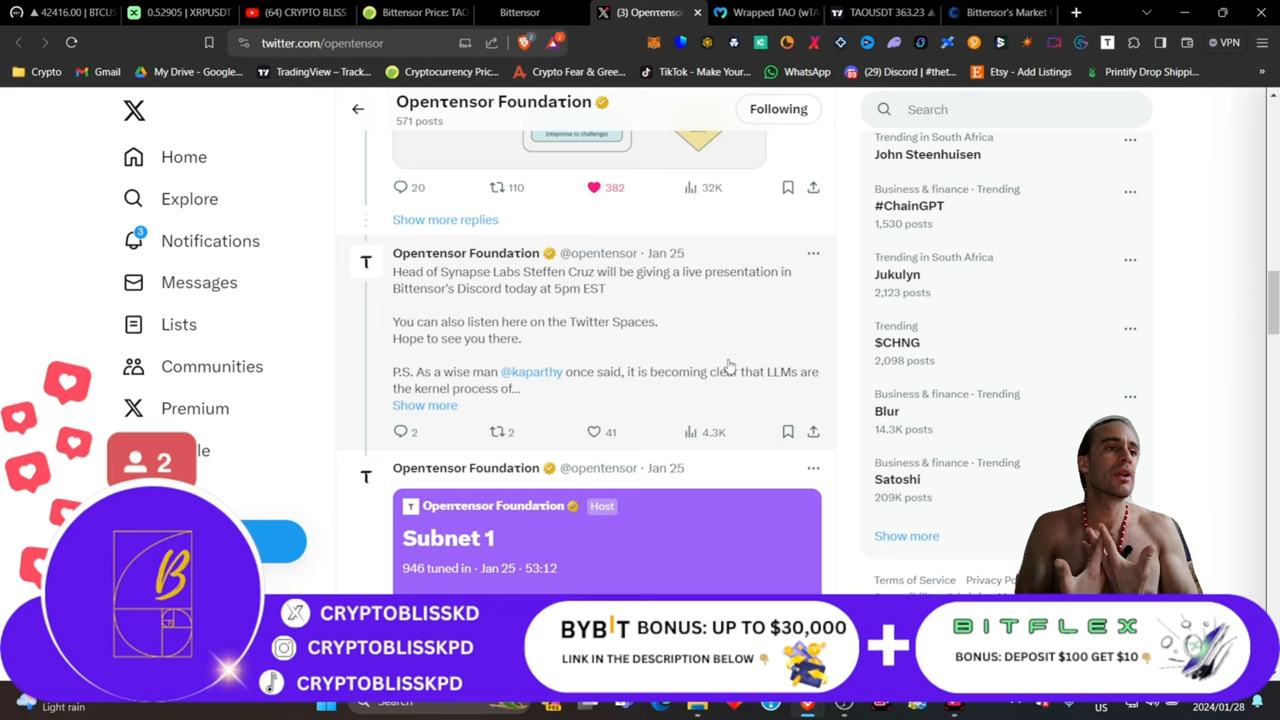 42416.00 | BTCUS
0.52905 | XRPUSDT
(64) CRYPTO BLISS
Bittensor Price: TAO
Bittensor
(3) Opentensor
Wrapped TAO (wTA
TAOUSDT 363.23
Bittensor's Market
twitter.com/opentensor
VPN
Crypto
Gmail
My Drive - Google...
TradingView – Track...
Cryptocurrency Pric...
Crypto Fear & Gree...
TikTok - Make Your...
WhatsApp
(29) Discord | #thet...
Etsy - Add Listings
Printify Drop Shippi...
Home
Explore
3
Notifications
Messages
Lists
Communities
Premium
2
Openτensor Foundation
571 posts
Following
(response to challenge)
20
110
382
32K
Show more replies
Openτensor Foundation @opentensor · Jan 25
Head of Synapse Labs Steffen Cruz will be giving a live presentation in
Bittensor's Discord today at 5pm EST
You can also listen here on the Twitter Spaces.
Hope to see you there.
P.S. As a wise man @kaparthy once said, it is becoming clear that LLMs are
the kernel process of...
Show more
2
2
41
4.3K
Openτensor Foundation @opentensor · Jan 25
Openτensor Foundation Host
Subnet 1
946 tuned in · Jan 25 · 53:12
Search
Trending in South Africa
John Steenhuisen
Business & finance · Trending
#ChainGPT
1,530 posts
Trending in South Africa
Jukulyn
2,123 posts
Trending
$CHNG
2,098 posts
Business & finance · Trending
Blur
14.3K posts
Business & finance · Trending
Satoshi
209K posts
Show more
Terms of Service
Privacy Po
B
CRYPTOBLISSKD
CRYPTOBLISSKPD
CRYPTOBLISSKPD
BYBIT BONUS: UP TO $30,000
LINK IN THE DESCRIPTION BELOW
BITFLEX
BONUS: DEPOSIT $100 GET $10
Light rain
Search
US
2024/01/28